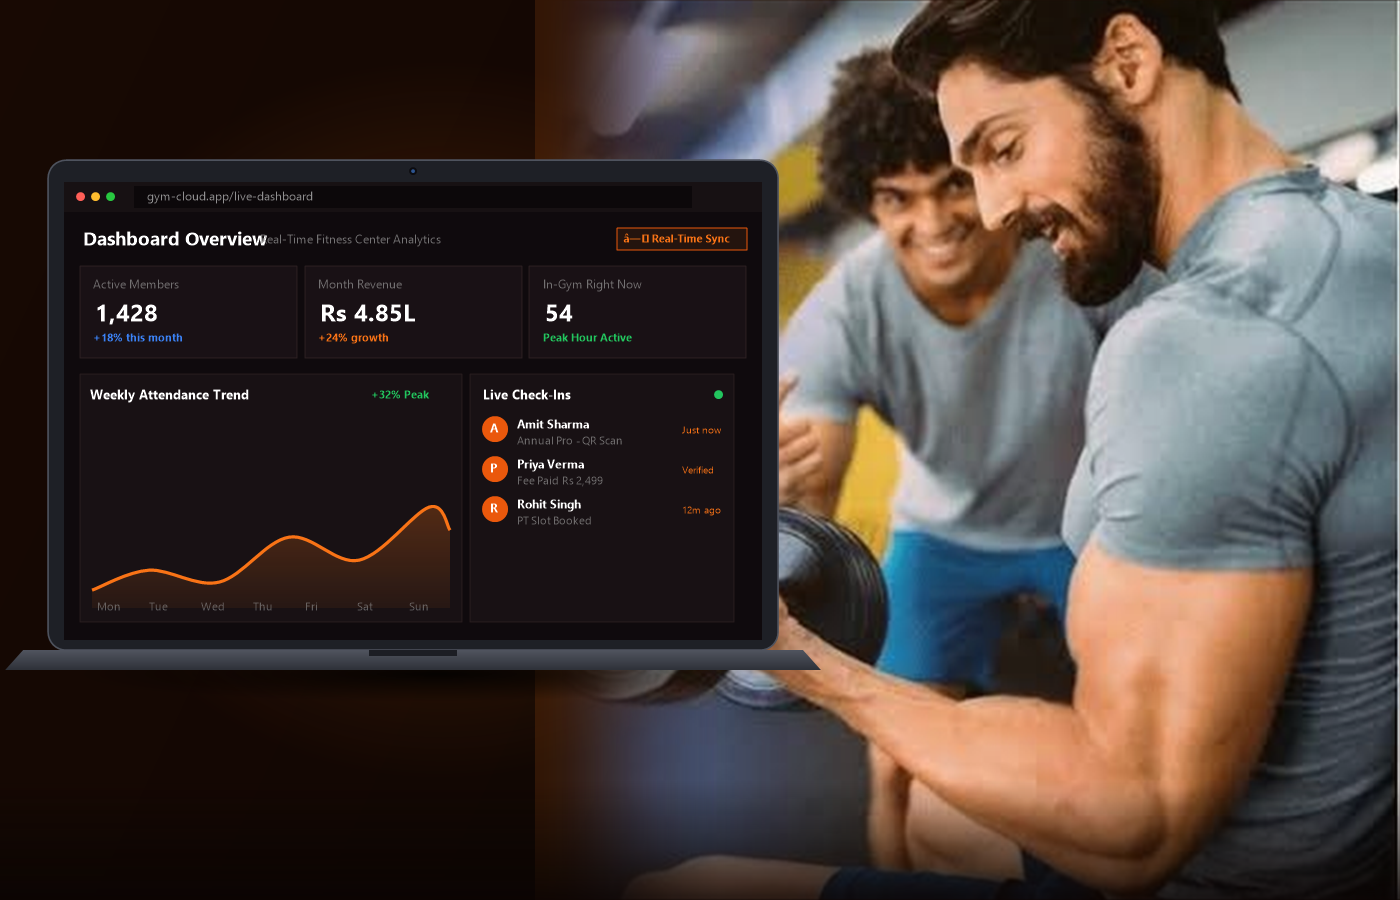 gym-cloud.app/live-dashboard
Dashboard Overview Real-Time Fitness Center Analytics
â—▯ Real-Time Sync
Active Members
1,428
+18% this month
Month Revenue
Rs 4.85L
+24% growth
In-Gym Right Now
54
Peak Hour Active
Weekly Attendance Trend
+32% Peak
Mon Tue Wed Thu Fri Sat Sun
Live Check-Ins
A
Amit Sharma
Annual Pro - QR Scan
Just now
P
Priya Verma
Fee Paid Rs 2,499
Verified
R
Rohit Singh
PT Slot Booked
12m ago